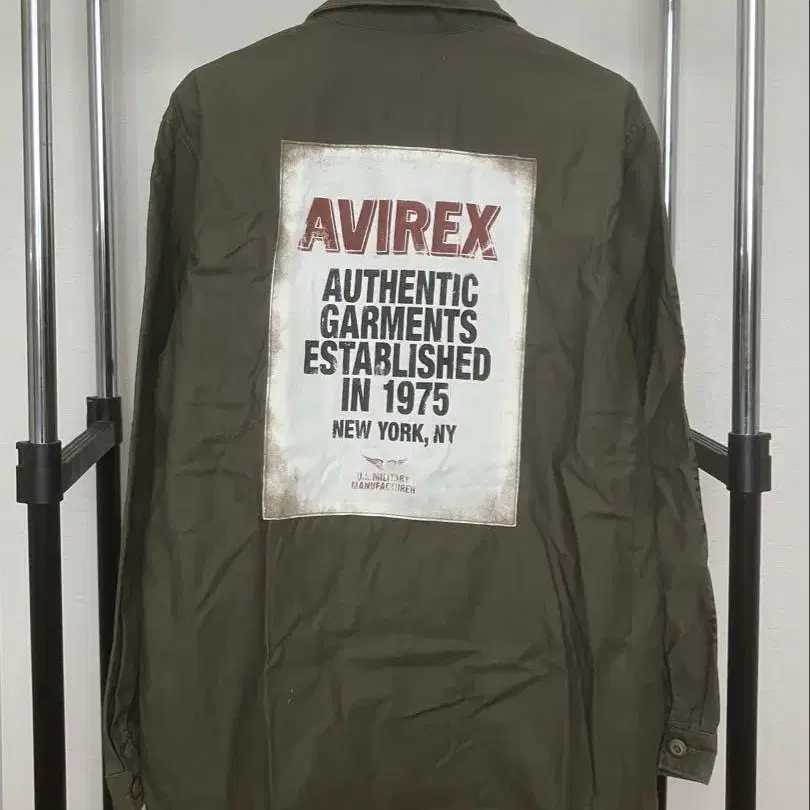 AVIREX
AUTHENTIC
GARMENTS
ESTABLISHED
IN 1975
NEW YORK, NY
U.S. MILITARY
MANUFACTURER